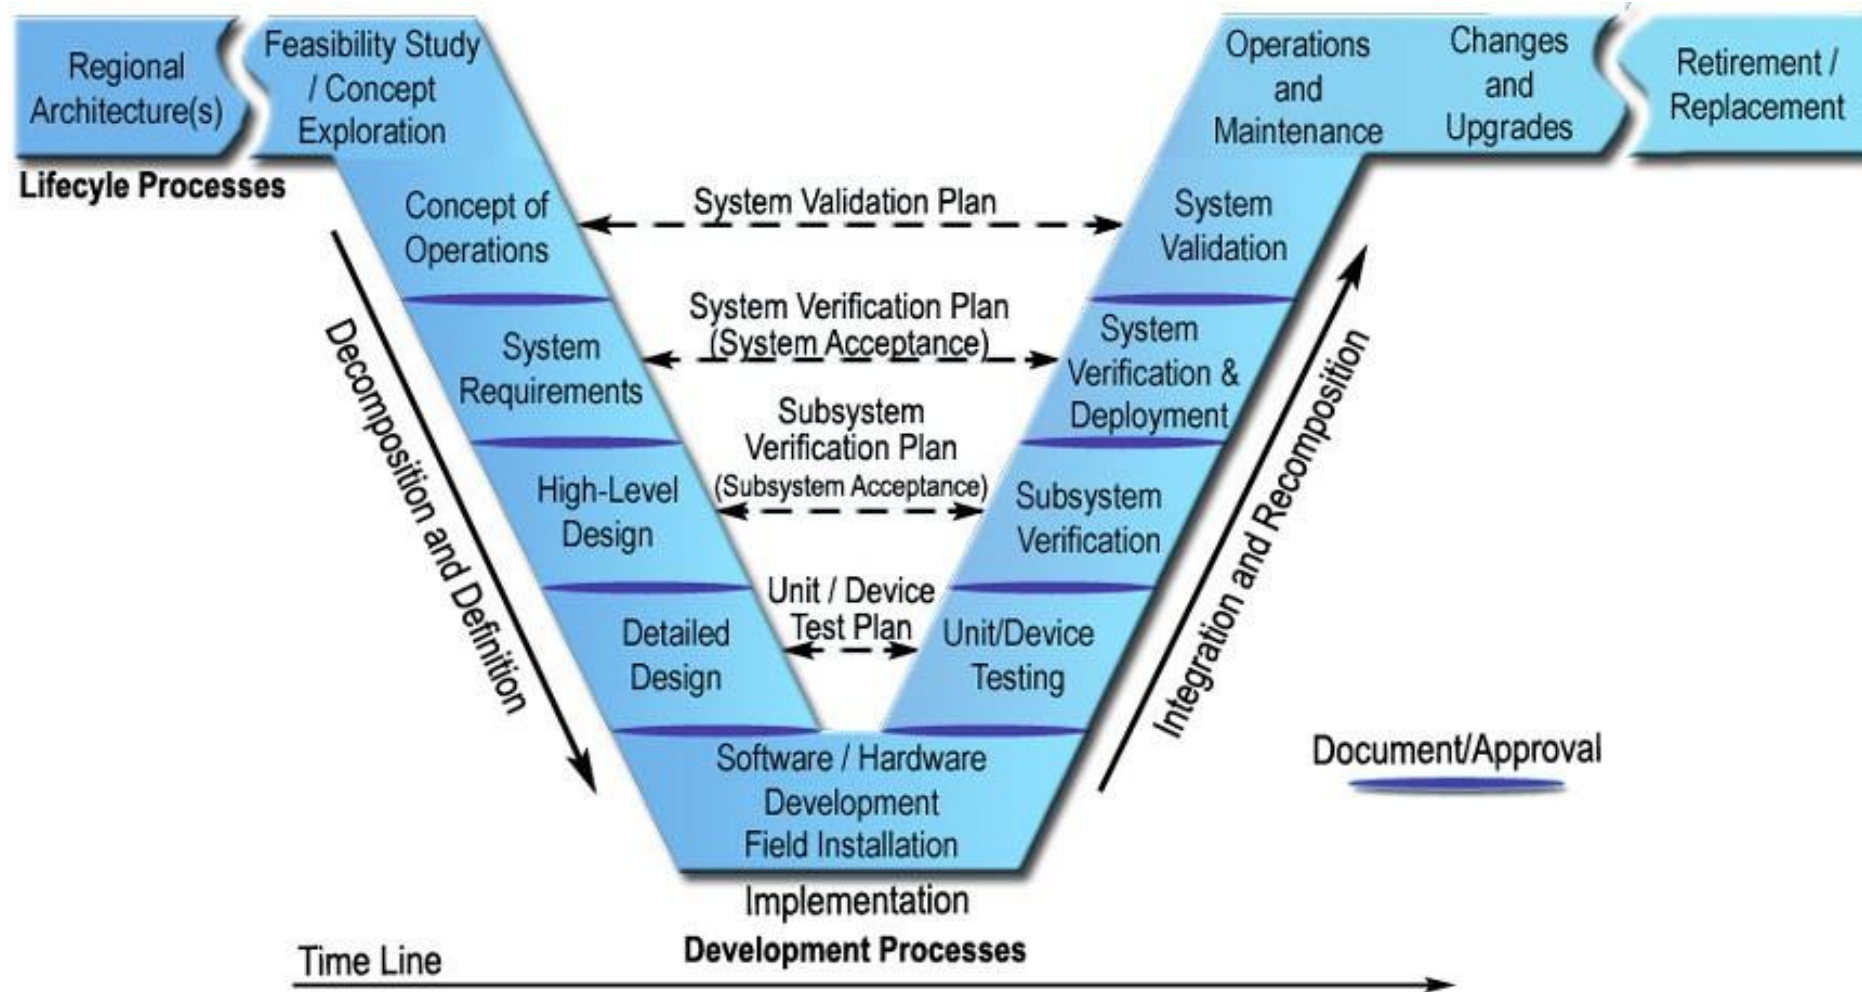 Regional
Architecture(s)
Feasibility Study
/ Concept
Exploration
Operations
and
Maintenance
Changes
and
Upgrades
Retirement /
Replacement
Lifecyle Processes
Concept of
Operations
System Validation Plan
System
Validation
System
Requirements
System Verification Plan
(System Acceptance)
System
Verification &
Deployment
High-Level
Design
Subsystem
Verification Plan
(Subsystem Acceptance)
Subsystem
Verification
Detailed
Design
Unit / Device
Test Plan
Unit/Device
Testing
Decomposition and Definition
Integration and Recomposition
Software / Hardware
Development
Field Installation
Document/Approval
Implementation
Development Processes
Time Line